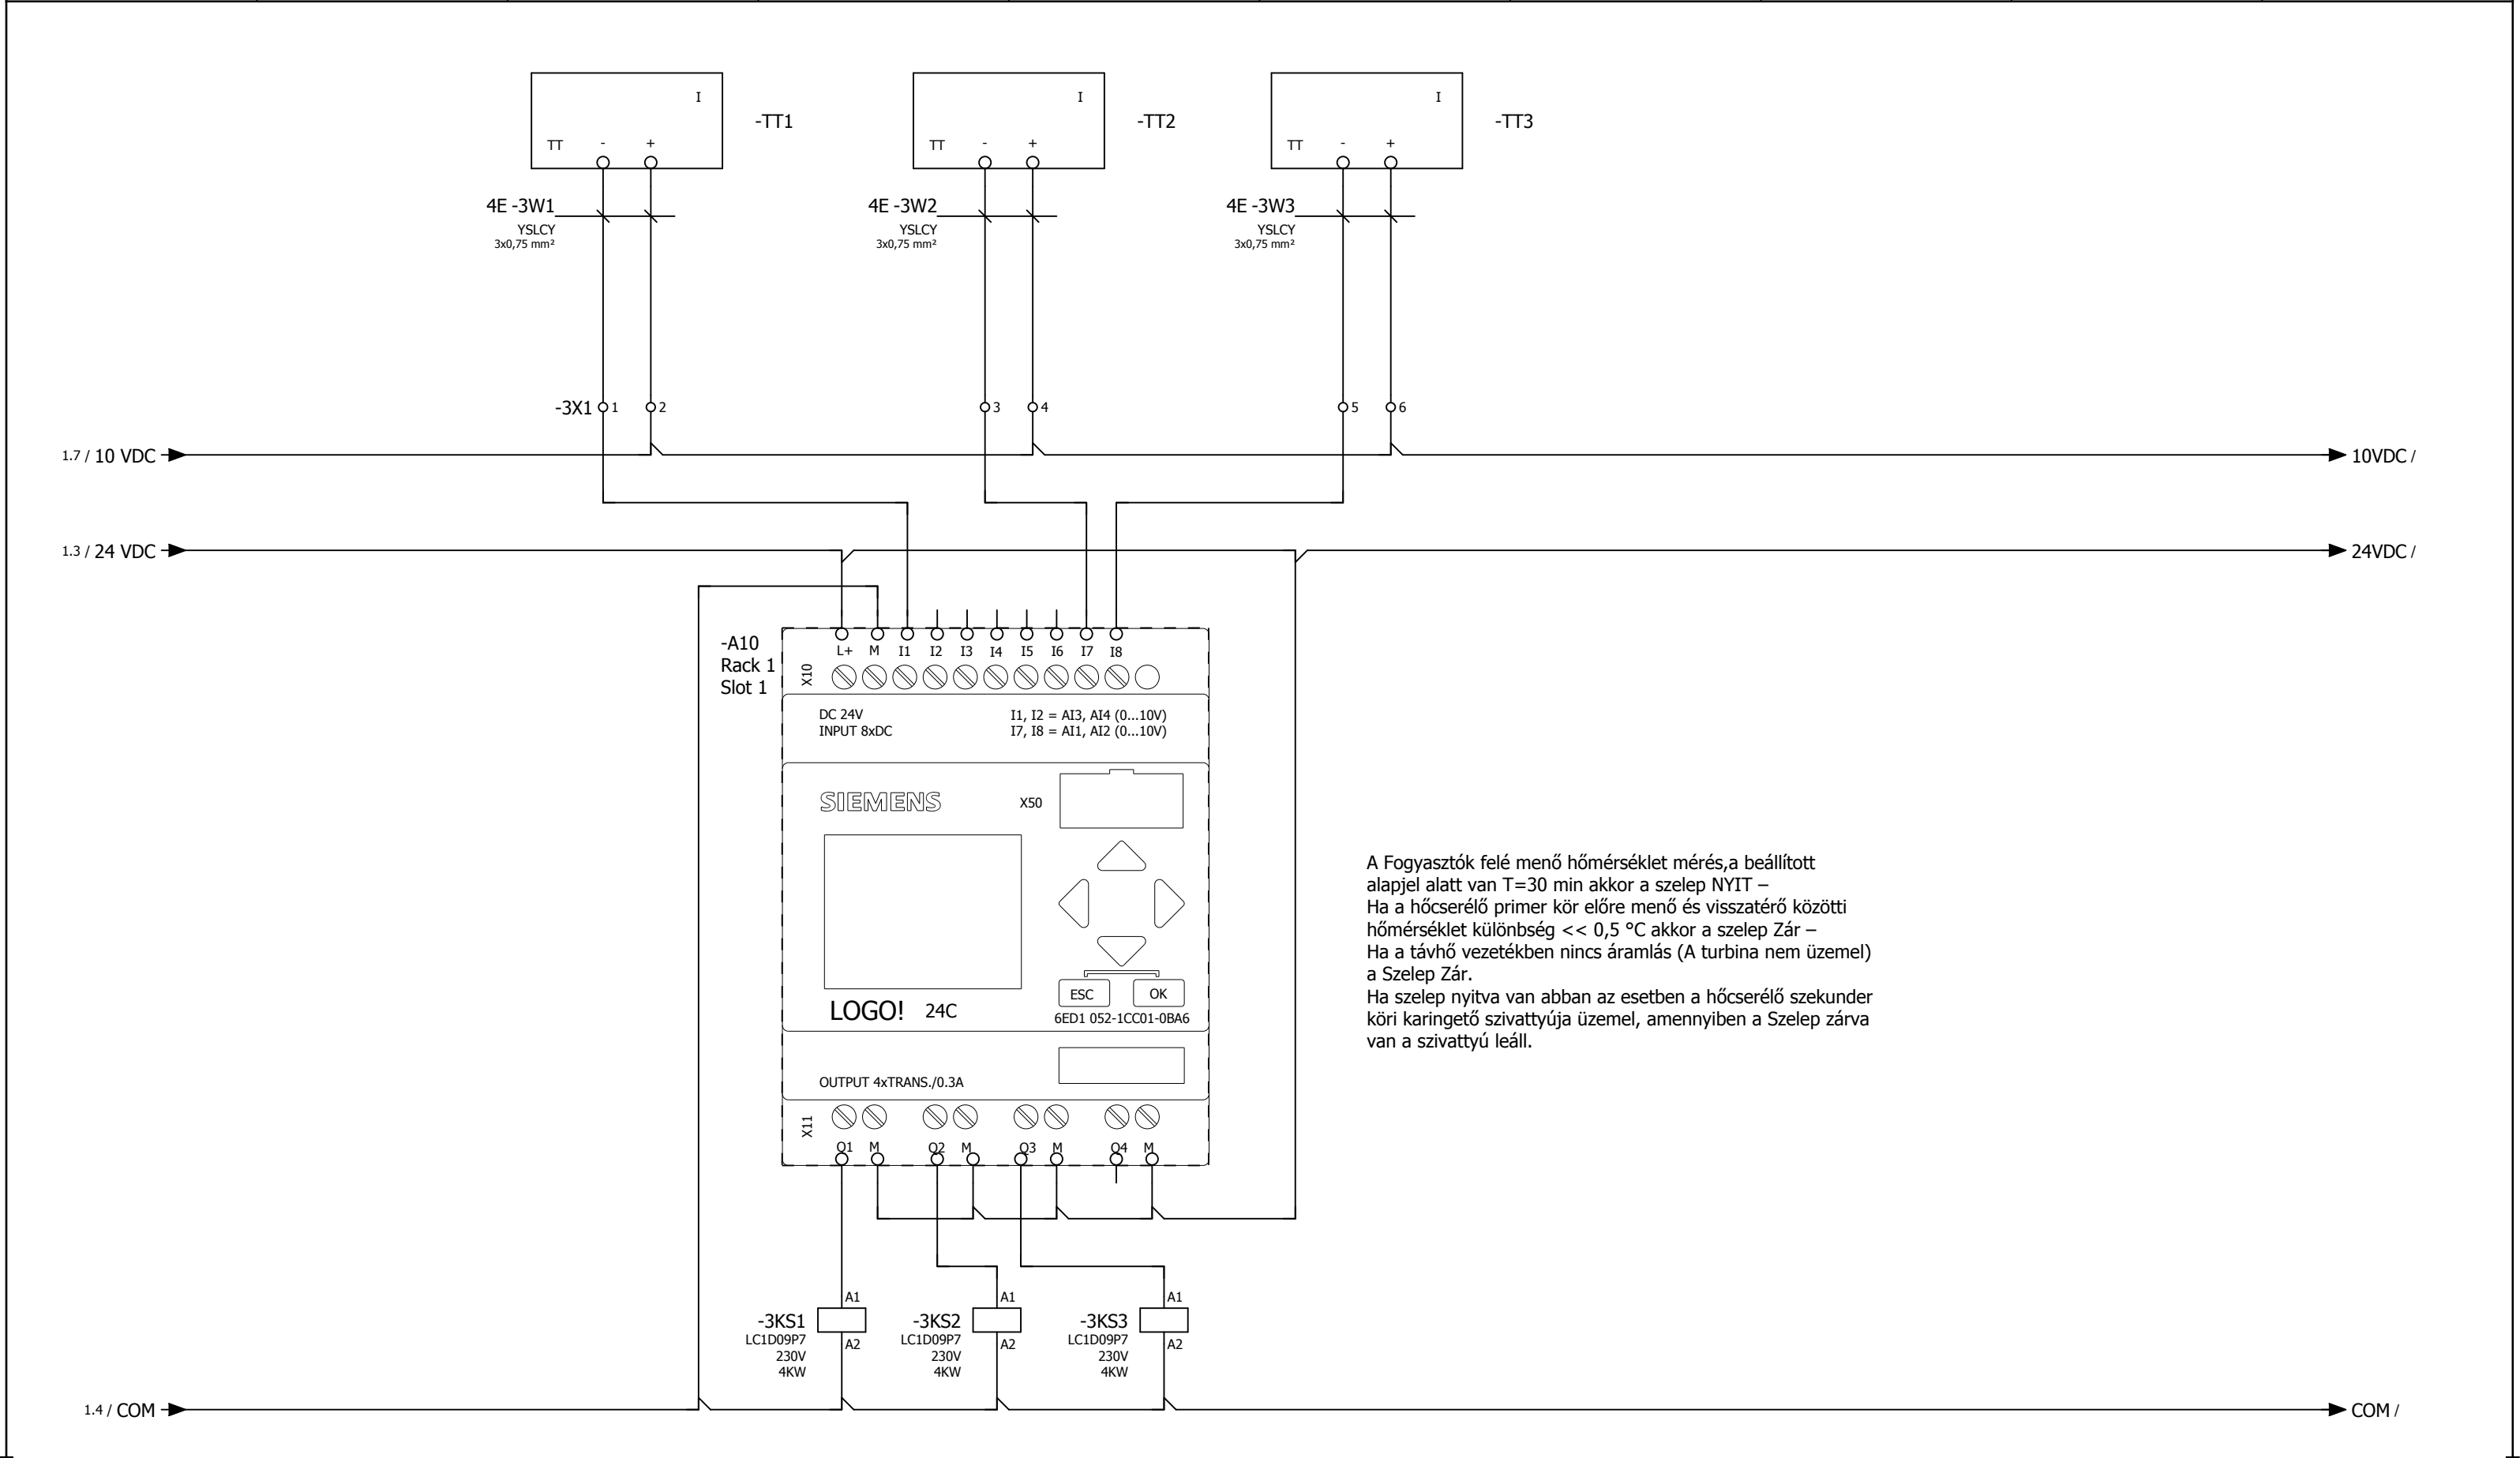 I
I
I
-TT1
-TT2
-TT3
TT - +
TT - +
TT - +
4E -3W1
YSLCY
3x0,75 mm²
4E -3W2
YSLCY
3x0,75 mm²
4E -3W3
YSLCY
3x0,75 mm²
-3X1 1 2 3 4 5 6
1.7 / 10 VDC
10VDC /
1.3 / 24 VDC
24VDC /
-A10
Rack 1
Slot 1
L+ M I1 I2 I3 I4 I5 I6 I7 I8
X10
DC 24V
INPUT 8xDC
I1, I2 = AI3, AI4 (0...10V)
I7, I8 = AI1, AI2 (0...10V)
SIEMENS
X50
ESC OK
LOGO! 24C
6ED1 052-1CC01-0BA6
OUTPUT 4xTRANS./0.3A
X11
Q1 M Q2 M Q3 M Q4 M
A Fogyasztók felé menő hőmérséklet mérés,a beállított
alapjel alatt van T=30 min akkor a szelep NYIT –
Ha a hőcserélő primer kör előre menő és visszatérő közötti
hőmérséklet különbség << 0,5 °C akkor a szelep Zár –
Ha a távhő vezetékben nincs áramlás (A turbina nem üzemel)
a Szelep Zár.
Ha szelep nyitva van abban az esetben a hőcserélő szekunder
köri karingető szivattyúja üzemel, amennyiben a Szelep zárva
van a szivattyú leáll.
-3KS1
LC1D09P7
230V
4KW
A1
A2
-3KS2
LC1D09P7
230V
4KW
A1
A2
-3KS3
LC1D09P7
230V
4KW
A1
A2
1.4 / COM
COM /